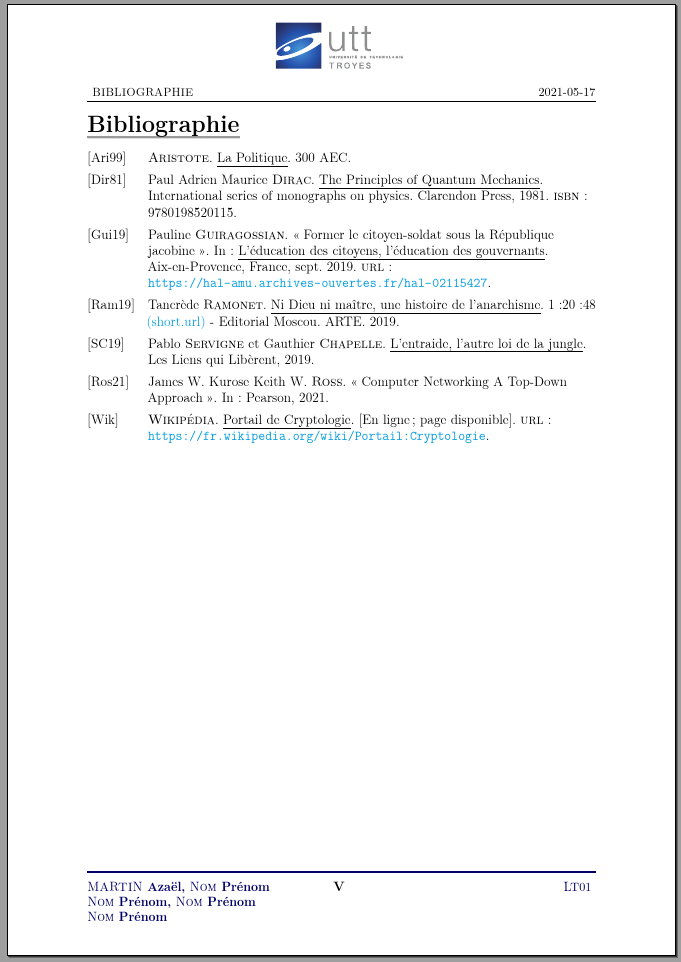 utt
UNIVERSITÉ DE TECHNOLOGIE
TROYES
BIBLIOGRAPHIE 2021-05-17
Bibliographie
[Ari99] Aristote. La Politique. 300 AEC.
[Dir81] Paul Adrien Maurice Dirac. The Principles of Quantum Mechanics.
International series of monographs on physics. Clarendon Press, 1981. isbn :
9780198520115.
[Gui19] Pauline Guiragossian. « Former le citoyen-soldat sous la République
jacobine ». In : L'éducation des citoyens, l'éducation des gouvernants.
Aix-en-Provence, France, sept. 2019. url :
https://hal-amu.archives-ouvertes.fr/hal-02115427.
[Ram19] Tancrède Ramonet. Ni Dieu ni maître, une histoire de l'anarchisme. 1 :20 :48
(short.url) - Editorial Moscou. ARTE. 2019.
[SC19] Pablo Servigne et Gauthier Chapelle. L'entraide, l'autre loi de la jungle.
Les Liens qui Libèrent, 2019.
[Ros21] James W. Kurose Keith W. Ross. « Computer Networking A Top-Down
Approach ». In : Pearson, 2021.
[Wik] Wikipédia. Portail de Cryptologie. [En ligne ; page disponible]. url :
https://fr.wikipedia.org/wiki/Portail:Cryptologie.
MARTIN Azaël, Nom Prénom V LT01
Nom Prénom, Nom Prénom
Nom Prénom